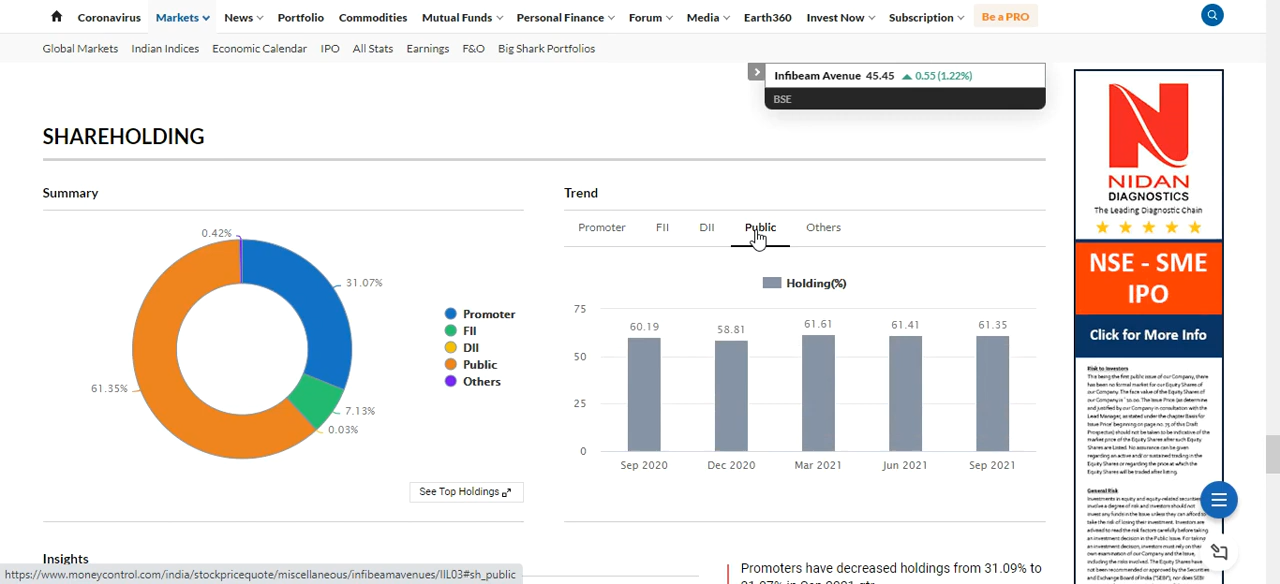 Coronavirus Markets News Portfolio Commodities Mutual Funds Personal Finance Forum Media Earth360 Invest Now Subscription Be a PRO
Global Markets Indian Indices Economic Calendar IPO All Stats Earnings F&O Big Shark Portfolios
Infibeam Avenue 45.45 0.55 (1.22%)
BSE
SHAREHOLDING
Summary
0.42%
31.07%
61.35%
7.13%
0.03%
Promoter
FII
DII
Public
Others
See Top Holdings
Trend
Promoter FII DII Public Others
Holding(%)
75
50
25
0
60.19 58.81 61.61 61.41 61.35
Sep 2020 Dec 2020 Mar 2021 Jun 2021 Sep 2021
Insights
Promoters have decreased holdings from 31.09% to
NIDAN
DIAGNOSTICS
The Leading Diagnostic Chain
NSE - SME
IPO
Click for More Info
Risk to Investors
General Risk
https://www.moneycontrol.com/india/stockpricequote/miscellaneous/infibeamavenues/IIL03#sh_public